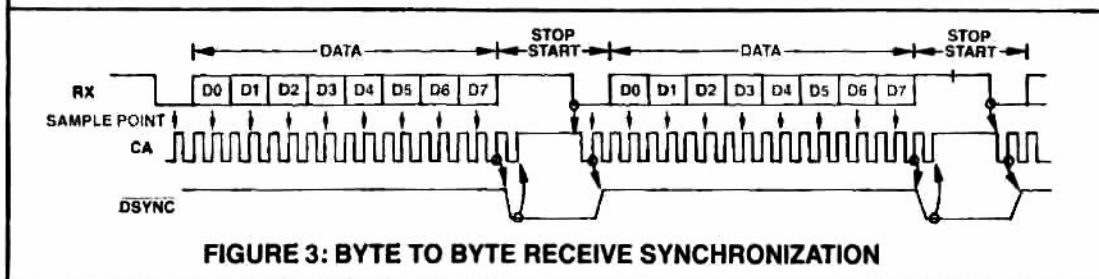 STOP STOP
DATA START DATA START
RX D0 D1 D2 D3 D4 D5 D6 D7 D0 D1 D2 D3 D4 D5 D6 D7
SAMPLE POINT
CA
DSYNC
FIGURE 3: BYTE TO BYTE RECEIVE SYNCHRONIZATION